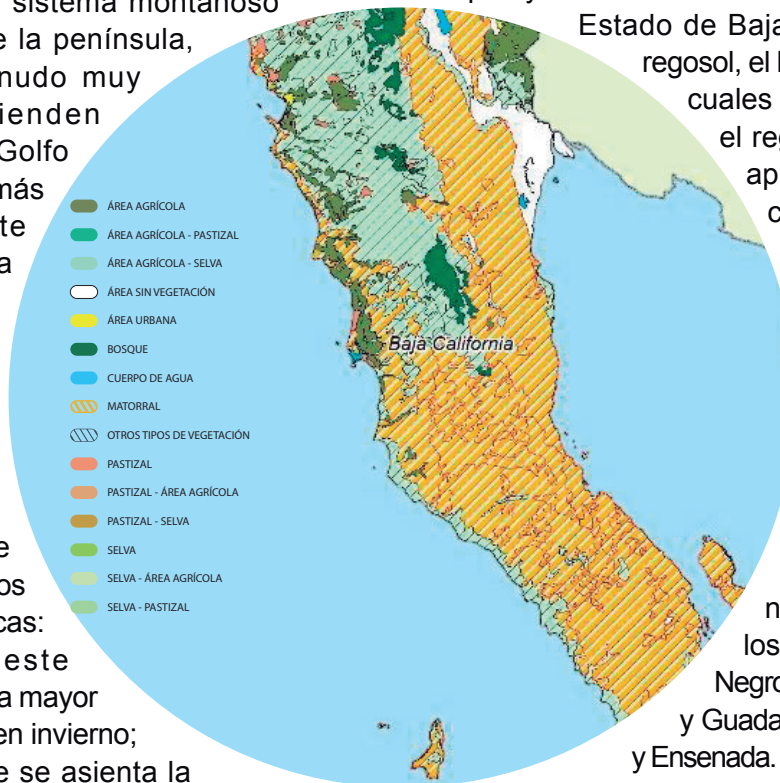 sistema montañoso
e la península,
nudo muy
ienden
Golfo
más
te
a
e
os
cas:
este
a mayor
en invierno;
e se asienta la
ÁREA AGRÍCOLA
ÁREA AGRÍCOLA - PASTIZAL
ÁREA AGRÍCOLA - SELVA
ÁREA SIN VEGETACIÓN
ÁREA URBANA
BOSQUE
CUERPO DE AGUA
MATORRAL
OTROS TIPOS DE VEGETACIÓN
PASTIZAL
PASTIZAL - ÁREA AGRÍCOLA
PASTIZAL - SELVA
SELVA
SELVA - ÁREA AGRÍCOLA
SELVA - PASTIZAL
Baja California
Estado de Baja
regosol, el
cuales
el reg
ap
c
n
los
Negro
y Guada
y Ensenada.